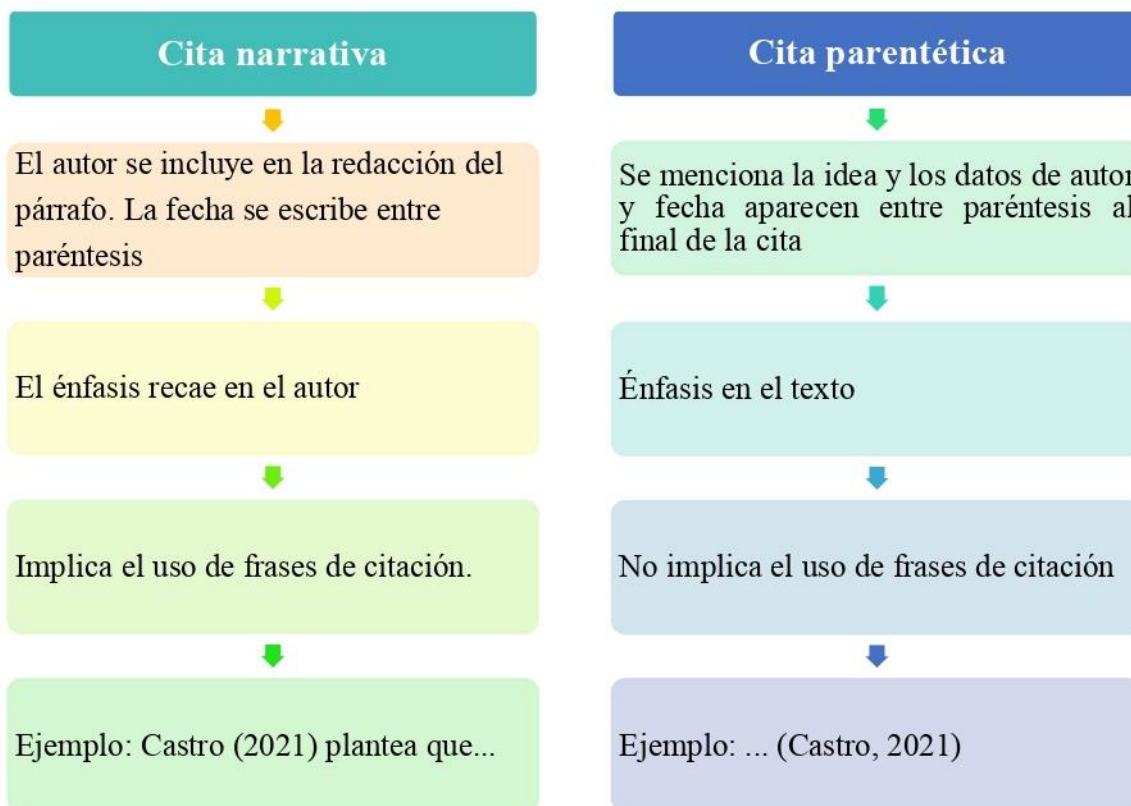 Cita narrativa
El autor se incluye en la redacción del
párrafo. La fecha se escribe entre
paréntesis
El énfasis recae en el autor
Implica el uso de frases de citación.
Ejemplo: Castro (2021) plantea que...
Cita parentética
Se menciona la idea y los datos de autor
y fecha aparecen entre paréntesis al
final de la cita
Énfasis en el texto
No implica el uso de frases de citación
Ejemplo: ... (Castro, 2021)